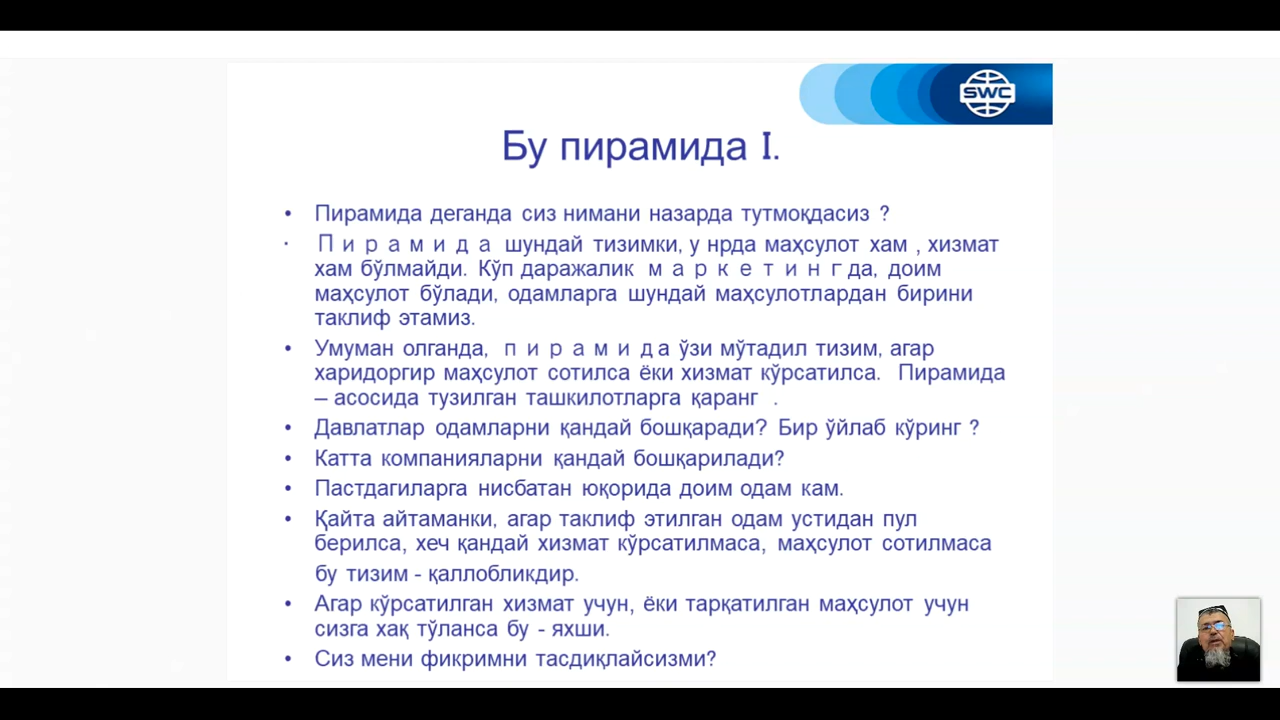 SWC
Бу пирамида I.
• Пирамида деганда сиз нимани назарда тутмоқдасиз ?
• П и р а м и д а шундай тизимки, у нрда маҳсулот хам , хизмат
хам бўлмайди. Кўп даражалик м а р к е т и н г да, доим
маҳсулот бўлади, одамларга шундай маҳсулотлардан бирини
таклиф этамиз.
• Умуман олганда, п и р а м и д а ўзи мўтадил тизим, агар
харидоргир маҳсулот сотилса ёки хизмат кўрсатилса. Пирамида
– асосида тузилган ташкилотларга қаранг .
• Давлатлар одамларни қандай бошқаради? Бир ўйлаб кўринг ?
• Катта компанияларни қандай бошқарилади?
• Пастдагиларга нисбатан юқорида доим одам кам.
• Қайта айтаманки, агар таклиф этилган одам устидан пул
берилса, хеч қандай хизмат кўрсатилмаса, маҳсулот сотилмаса
бу тизим - қаллобликдир.
• Агар кўрсатилган хизмат учун, ёки тарқатилган маҳсулот учун
сизга хақ тўланса бу - яхши.
• Сиз мени фикримни тасдиқлайсизми?